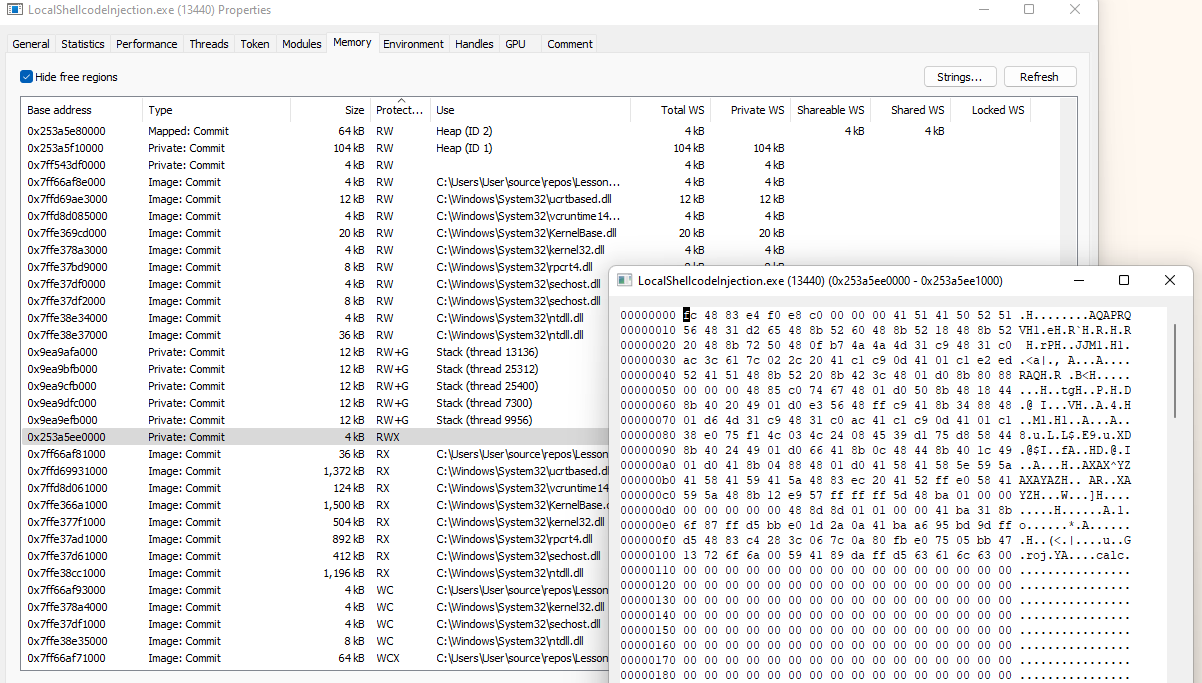 LocalShellcodeInjection.exe (13440) Properties
General Statistics Performance Threads Token Modules Memory Environment Handles GPU Comment
Hide free regions Strings... Refresh
Base address Type Size Protect... Use Total WS Private WS Shareable WS Shared WS Locked WS
0x253a5e80000 Mapped: Commit 64 kB RW Heap (ID 2) 4 kB 4 kB 4 kB
0x253a5f10000 Private: Commit 104 kB RW Heap (ID 1) 104 kB 104 kB
0x7ff543df0000 Private: Commit 4 kB RW 4 kB 4 kB
0x7ff66af8e000 Image: Commit 4 kB RW C:\Users\User\source\repos\Lesson... 4 kB 4 kB
0x7ffd69ae3000 Image: Commit 12 kB RW C:\Windows\System32\ucrtbased.dll 12 kB 12 kB
0x7ffd8d085000 Image: Commit 4 kB RW C:\Windows\System32\vcruntime14... 4 kB 4 kB
0x7ffe369cd000 Image: Commit 20 kB RW C:\Windows\System32\KernelBase.dll 20 kB 20 kB
0x7ffe378a3000 Image: Commit 4 kB RW C:\Windows\System32\kernel32.dll 4 kB 4 kB
0x7ffe37bd9000 Image: Commit 8 kB RW C:\Windows\System32\rpcrt4.dll
0x7ffe37df0000 Image: Commit 4 kB RW C:\Windows\System32\sechost.dll
0x7ffe37df2000 Image: Commit 8 kB RW C:\Windows\System32\sechost.dll
0x7ffe38e34000 Image: Commit 4 kB RW C:\Windows\System32\ntdll.dll
0x7ffe38e37000 Image: Commit 36 kB RW C:\Windows\System32\ntdll.dll
0x9ea9afa000 Private: Commit 12 kB RW+G Stack (thread 13136)
0x9ea9bfb000 Private: Commit 12 kB RW+G Stack (thread 25312)
0x9ea9cfb000 Private: Commit 12 kB RW+G Stack (thread 25400)
0x9ea9dfc000 Private: Commit 12 kB RW+G Stack (thread 7300)
0x9ea9efb000 Private: Commit 12 kB RW+G Stack (thread 9956)
0x253a5ee0000 Private: Commit 4 kB RWX
0x7ff66af81000 Image: Commit 36 kB RX C:\Users\User\source\repos\Lesson
0x7ffd69931000 Image: Commit 1,372 kB RX C:\Windows\System32\ucrtbased.dll
0x7ffd8d061000 Image: Commit 124 kB RX C:\Windows\System32\vcruntime14
0x7ffe366a1000 Image: Commit 1,500 kB RX C:\Windows\System32\KernelBase.d
0x7ffe377f1000 Image: Commit 504 kB RX C:\Windows\System32\kernel32.dll
0x7ffe37ad1000 Image: Commit 892 kB RX C:\Windows\System32\rpcrt4.dll
0x7ffe37d61000 Image: Commit 412 kB RX C:\Windows\System32\sechost.dll
0x7ffe38cc1000 Image: Commit 1,196 kB RX C:\Windows\System32\ntdll.dll
0x7ff66af93000 Image: Commit 4 kB WC C:\Users\User\source\repos\Lesson
0x7ffe378a4000 Image: Commit 4 kB WC C:\Windows\System32\kernel32.dll
0x7ffe37df1000 Image: Commit 4 kB WC C:\Windows\System32\sechost.dll
0x7ffe38e35000 Image: Commit 8 kB WC C:\Windows\System32\ntdll.dll
0x7ff66af71000 Image: Commit 64 kB WCX C:\Users\User\source\repos\Lesson
LocalShellcodeInjection.exe (13440) (0x253a5ee0000 - 0x253a5ee1000)
00000000 fc 48 83 e4 f0 e8 c0 00 00 00 41 51 41 50 52 51 .H........AQAPRQ
00000010 56 48 31 d2 65 48 8b 52 60 48 8b 52 18 48 8b 52 VH1.eH.R`H.R.H.R
00000020 20 48 8b 72 50 48 0f b7 4a 4a 4d 31 c9 48 31 c0  H.rPH..JJM1.H1.
00000030 ac 3c 61 7c 02 2c 20 41 c1 c9 0d 41 01 c1 e2 ed .<a|., A...A....
00000040 52 41 51 48 8b 52 20 8b 42 3c 48 01 d0 8b 80 88 RAQH.R .B<H.....
00000050 00 00 00 48 85 c0 74 67 48 01 d0 50 8b 48 18 44 ...H..tgH..P.H.D
00000060 8b 40 20 49 01 d0 e3 56 48 ff c9 41 8b 34 88 48 .@ I...VH..A.4.H
00000070 01 d6 4d 31 c9 48 31 c0 ac 41 c1 c9 0d 41 01 c1 ..M1.H1..A...A..
00000080 38 e0 75 f1 4c 03 4c 24 08 45 39 d1 75 d8 58 44 8.u.L.L$.E9.u.XD
00000090 8b 40 24 49 01 d0 66 41 8b 0c 48 44 8b 40 1c 49 .@$I..fA..HD.@.I
000000a0 01 d0 41 8b 04 88 48 01 d0 41 58 41 58 5e 59 5a ..A...H..AXAX^YZ
000000b0 41 58 41 59 41 5a 48 83 ec 20 41 52 ff e0 58 41 AXAYAZH.. AR..XA
000000c0 59 5a 48 8b 12 e9 57 ff ff ff 5d 48 ba 01 00 00 YZH...W...]H....
000000d0 00 00 00 00 00 48 8d 8d 01 01 00 00 41 ba 31 8b .....H......A.1.
000000e0 6f 87 ff d5 bb e0 1d 2a 0a 41 ba a6 95 bd 9d ff o......*.A......
000000f0 d5 48 83 c4 28 3c 06 7c 0a 80 fb e0 75 05 bb 47 .H..(<.|....u..G
00000100 13 72 6f 6a 00 59 41 89 da ff d5 63 61 6c 63 00 .roj.YA....calc.
00000110 00 00 00 00 00 00 00 00 00 00 00 00 00 00 00 00 ................
00000120 00 00 00 00 00 00 00 00 00 00 00 00 00 00 00 00 ................
00000130 00 00 00 00 00 00 00 00 00 00 00 00 00 00 00 00 ................
00000140 00 00 00 00 00 00 00 00 00 00 00 00 00 00 00 00 ................
00000150 00 00 00 00 00 00 00 00 00 00 00 00 00 00 00 00 ................
00000160 00 00 00 00 00 00 00 00 00 00 00 00 00 00 00 00 ................
00000170 00 00 00 00 00 00 00 00 00 00 00 00 00 00 00 00 ................
00000180 00 00 00 00 00 00 00 00 00 00 00 00 00 00 00 00 ................